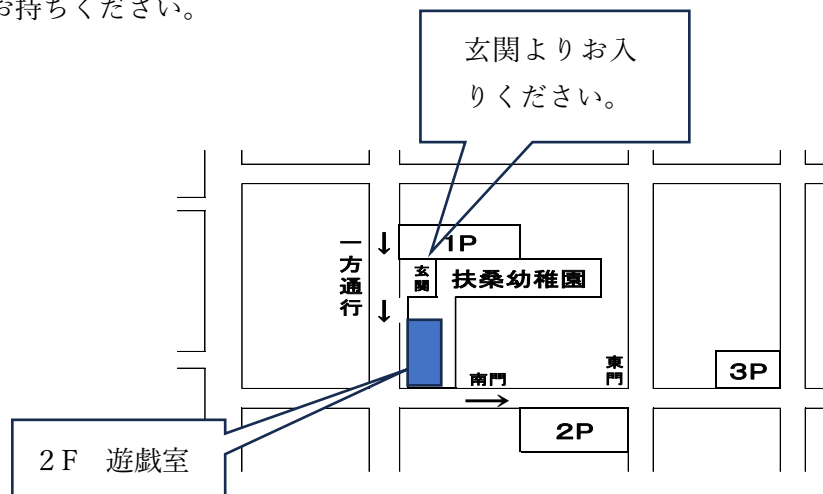 お持ちください。
玄関よりお入
りください。
一方通行
↓
↓
1P
玄関
扶桑幼稚園
南門
→
東門
3P
2P
2F 遊戯室